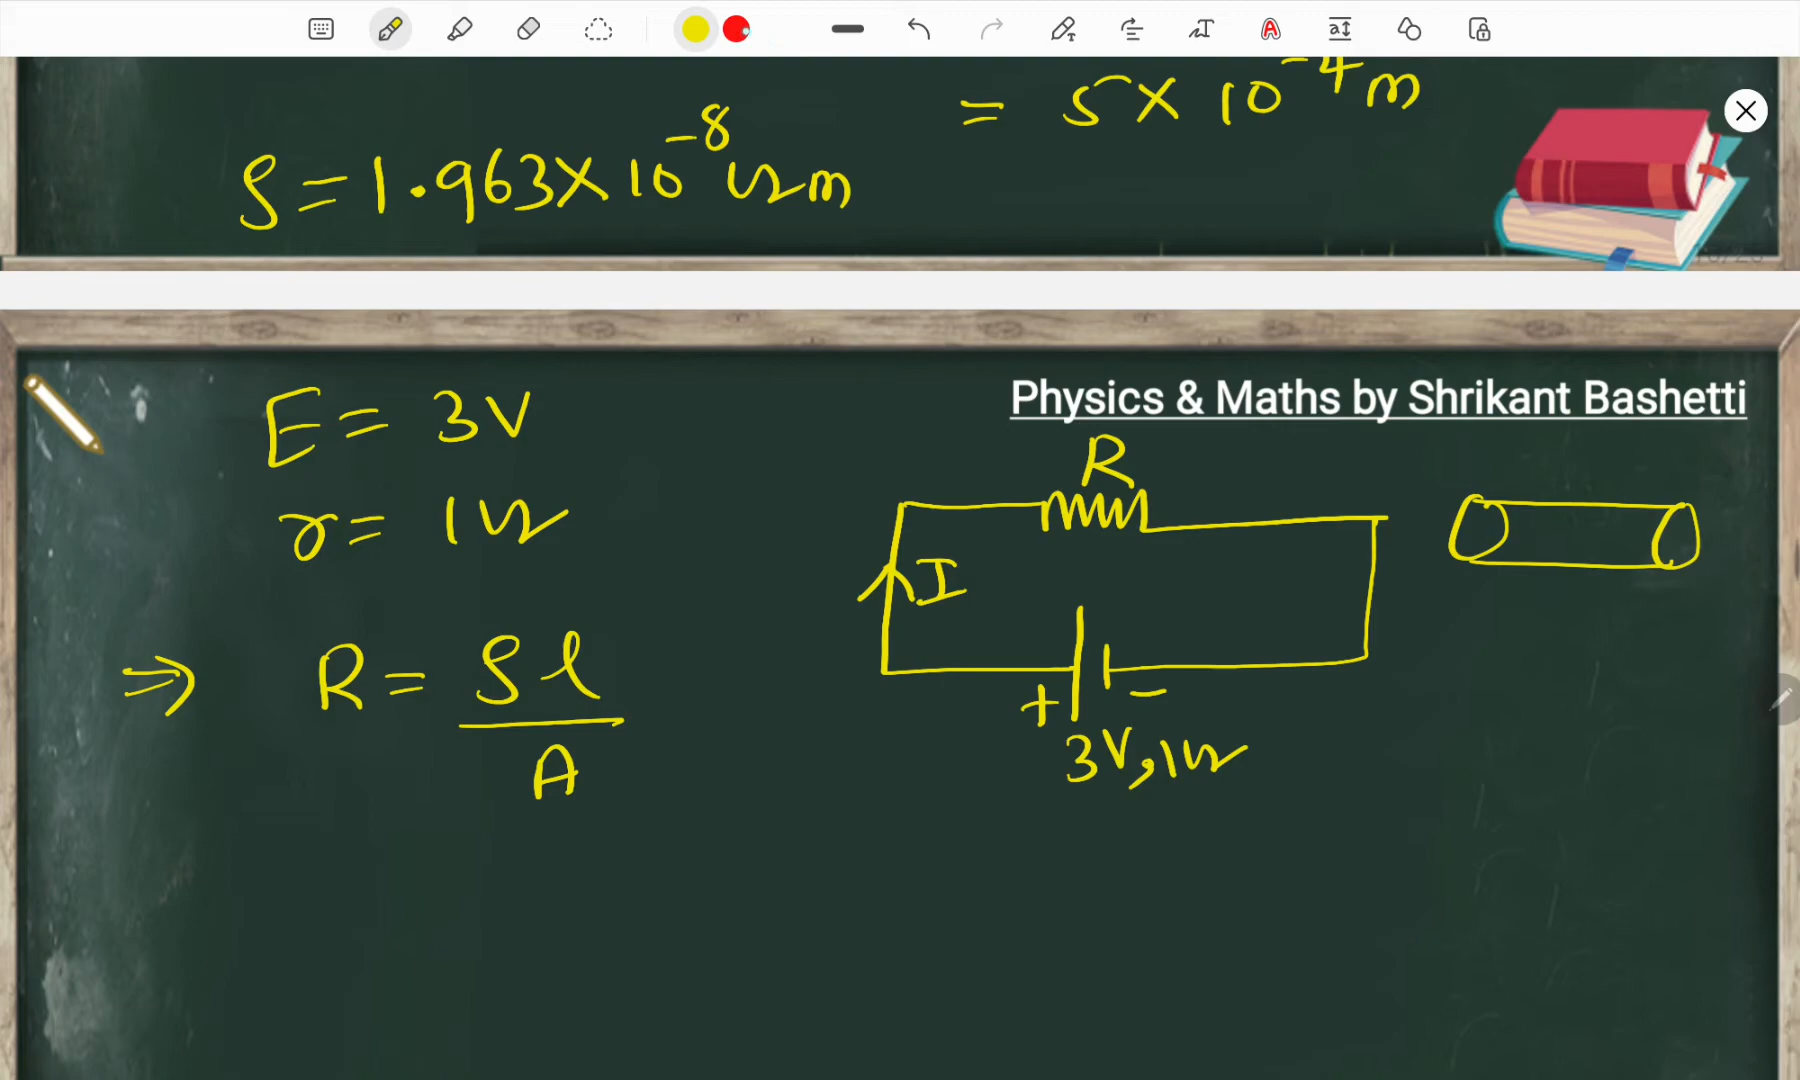 = 5 × 10⁻⁴ m
ρ = 1.963 × 10⁻⁸ Ωm
Physics & Maths by Shrikant Bashetti
E = 3V
r = 1Ω
R
I
+ −
3V, 1Ω
⇒ R = ρl
A